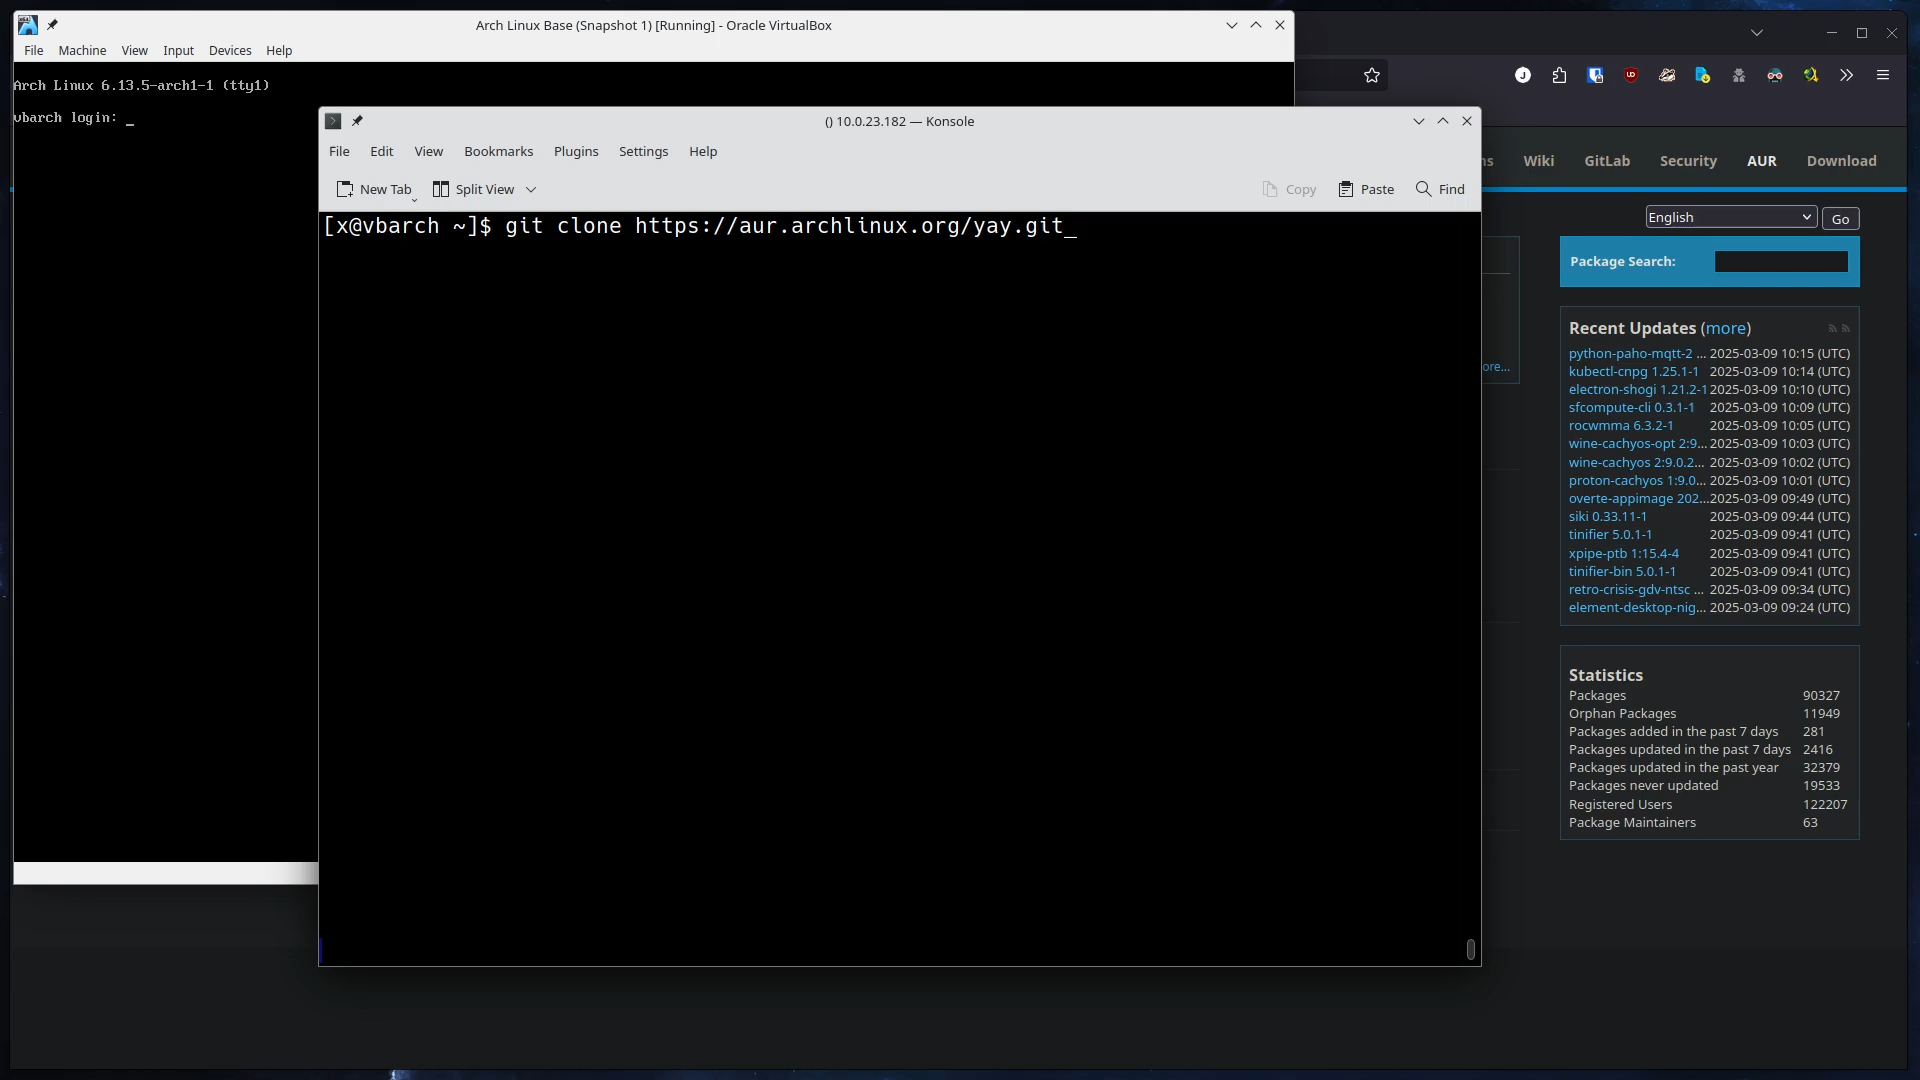 Arch Linux Base (Snapshot 1) [Running] - Oracle VirtualBox
File Machine View Input Devices Help
Arch Linux 6.13.5-arch1-1 (tty1)
vbarch login: _
() 10.0.23.182 — Konsole
File Edit View Bookmarks Plugins Settings Help
New Tab Split View Copy Paste Find
[x@vbarch ~]$ git clone https://aur.archlinux.org/yay.git_
Wiki GitLab Security AUR Download
English Go
Package Search:
ore...
Recent Updates (more)
python-paho-mqtt-2 ... 2025-03-09 10:15 (UTC)
kubectl-cnpg 1.25.1-1 2025-03-09 10:14 (UTC)
electron-shogi 1.21.2-1 2025-03-09 10:10 (UTC)
sfcompute-cli 0.3.1-1 2025-03-09 10:09 (UTC)
rocwmma 6.3.2-1 2025-03-09 10:05 (UTC)
wine-cachyos-opt 2:9... 2025-03-09 10:03 (UTC)
wine-cachyos 2:9.0.2... 2025-03-09 10:02 (UTC)
proton-cachyos 1:9.0... 2025-03-09 10:01 (UTC)
overte-appimage 202... 2025-03-09 09:49 (UTC)
siki 0.33.11-1 2025-03-09 09:44 (UTC)
tinifier 5.0.1-1 2025-03-09 09:41 (UTC)
xpipe-ptb 1:15.4-4 2025-03-09 09:41 (UTC)
tinifier-bin 5.0.1-1 2025-03-09 09:41 (UTC)
retro-crisis-gdv-ntsc ... 2025-03-09 09:34 (UTC)
element-desktop-nig... 2025-03-09 09:24 (UTC)
Statistics
Packages 90327
Orphan Packages 11949
Packages added in the past 7 days 281
Packages updated in the past 7 days 2416
Packages updated in the past year 32379
Packages never updated 19533
Registered Users 122207
Package Maintainers 63